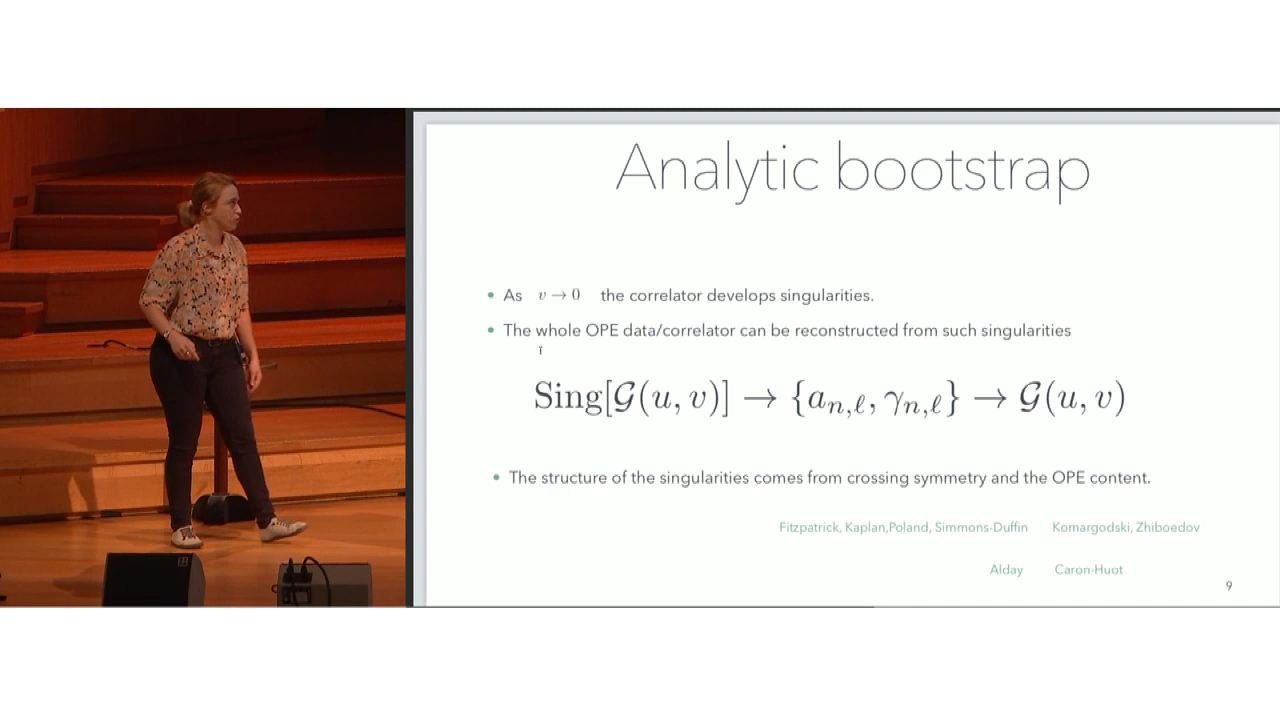 Analytic bootstrap
• As v → 0 the correlator develops singularities.
• The whole OPE data/correlator can be reconstructed from such singularities
Sing[𝒢(u, v)] → {aₙ,ℓ, γₙ,ℓ} → 𝒢(u, v)
• The structure of the singularities comes from crossing symmetry and the OPE content.
Fitzpatrick, Kaplan,Poland, Simmons-Duffin Komargodski, Zhiboedov
Alday Caron-Huot
9